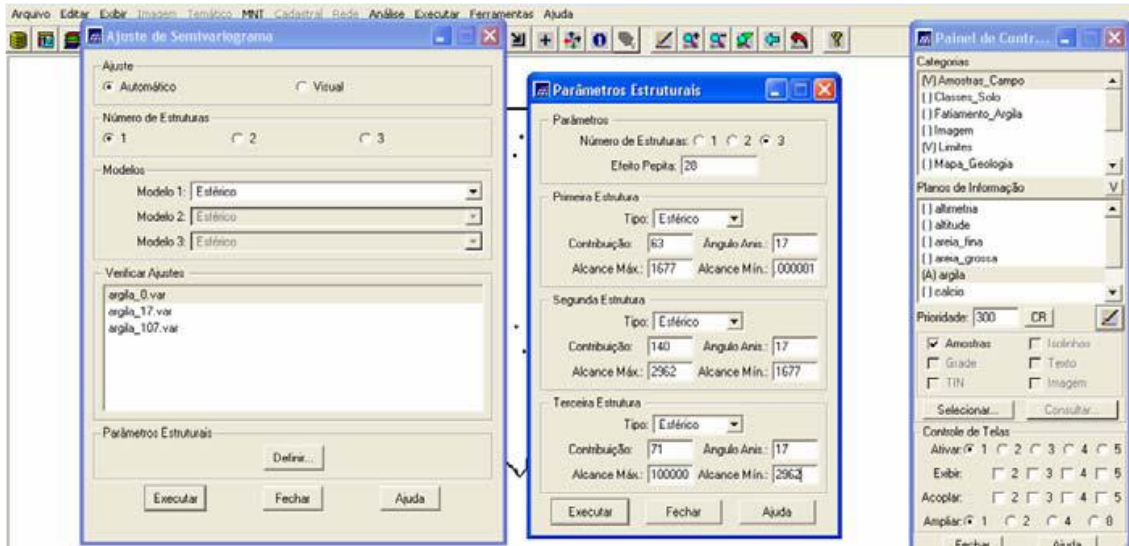 Arquivo Editar Exibir Imagem Temático MNT Cadastral Rede Análise Executar Ferramentas Ajuda
Ajuste de Semivariograma
Ajuste
Automático Visual
Número de Estruturas
1 2 3
Modelos
Modelo 1: Esférico
Modelo 2: Esférico
Modelo 3: Esférico
Verificar Ajustes
argila_0.var
argila_17.var
argila_107.var
Parâmetros Estruturais
Definir...
Executar Fechar Ajuda
Parâmetros Estruturais
Parâmetros
Número de Estruturas: 1 2 3
Efeito Pepita: 28
Primeira Estrutura
Tipo: Esférico
Contribuição: 63 Ângulo Anis.: 17
Alcance Máx.: 1677 Alcance Mín.: .000001
Segunda Estrutura
Tipo: Esférico
Contribuição: 140 Ângulo Anis.: 17
Alcance Máx.: 2962 Alcance Mín.: 1677
Terceira Estrutura
Tipo: Esférico
Contribuição: 71 Ângulo Anis.: 17
Alcance Máx.: 100000 Alcance Mín.: 2962
Executar Fechar Ajuda
Painel de Contr...
Categorias
(V) Amostras_Campo
( ) Classes_Solo
( ) Fatiamento_Argila
( ) Imagem
(V) Limites
( ) Mapa_Geologia
Planos de Informação V
( ) altimetria
( ) altitude
( ) areia_fina
( ) areia_grossa
(A) argila
( ) calcio
Prioridade: 300 CR
Amostras Isolinhas
Grade Texto
TIN Imagem
Selecionar... Consultar...
Controle de Telas
Ativar: 1 2 3 4 5
Exibir: 2 3 4 5
Acoplar: 2 3 4 5
Ampliar: 1 2 4 8
Fechar Ajuda